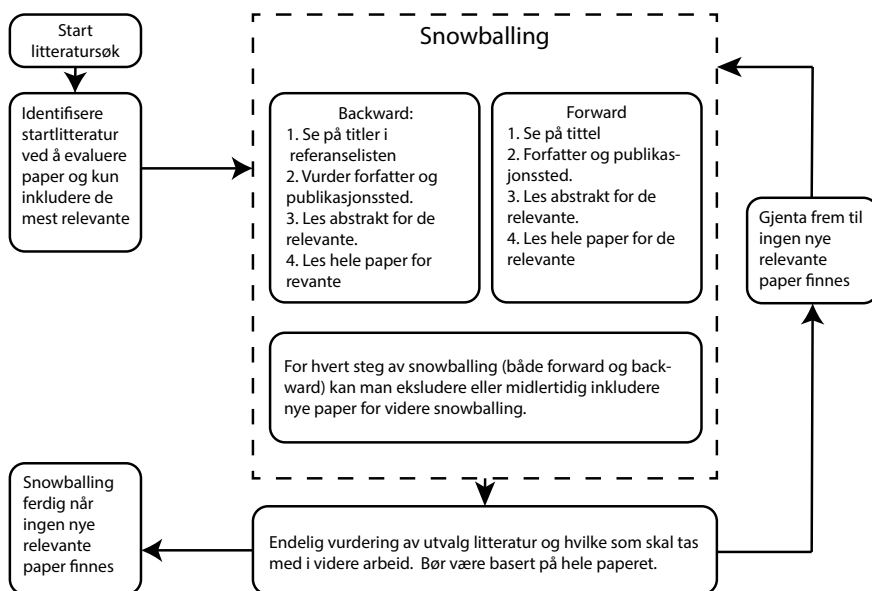 Start
litteratursøk
Identifisere
startlitteratur
ved å evaluere
paper og kun
inkludere de
mest relevante
Snowballing
Backward:
1. Se på titler i
referanselisten
2. Vurder forfatter og
publikasjonssted.
3. Les abstrakt for de
relevante.
4. Les hele paper for
revante
Forward
1. Se på tittel
2. Forfatter og publikas-
jonssted.
3. Les abstrakt for de
relevante.
4. Les hele paper for de
relevante
For hvert steg av snowballing (både forward og back-
ward) kan man eksludere eller midlertidig inkludere
nye paper for videre snowballing.
Gjenta frem til
ingen nye
relevante
paper finnes
Endelig vurdering av utvalg litteratur og hvilke som skal tas
med i videre arbeid.  Bør være basert på hele paperet.
Snowballing
ferdig når
ingen nye
relevante
paper finnes